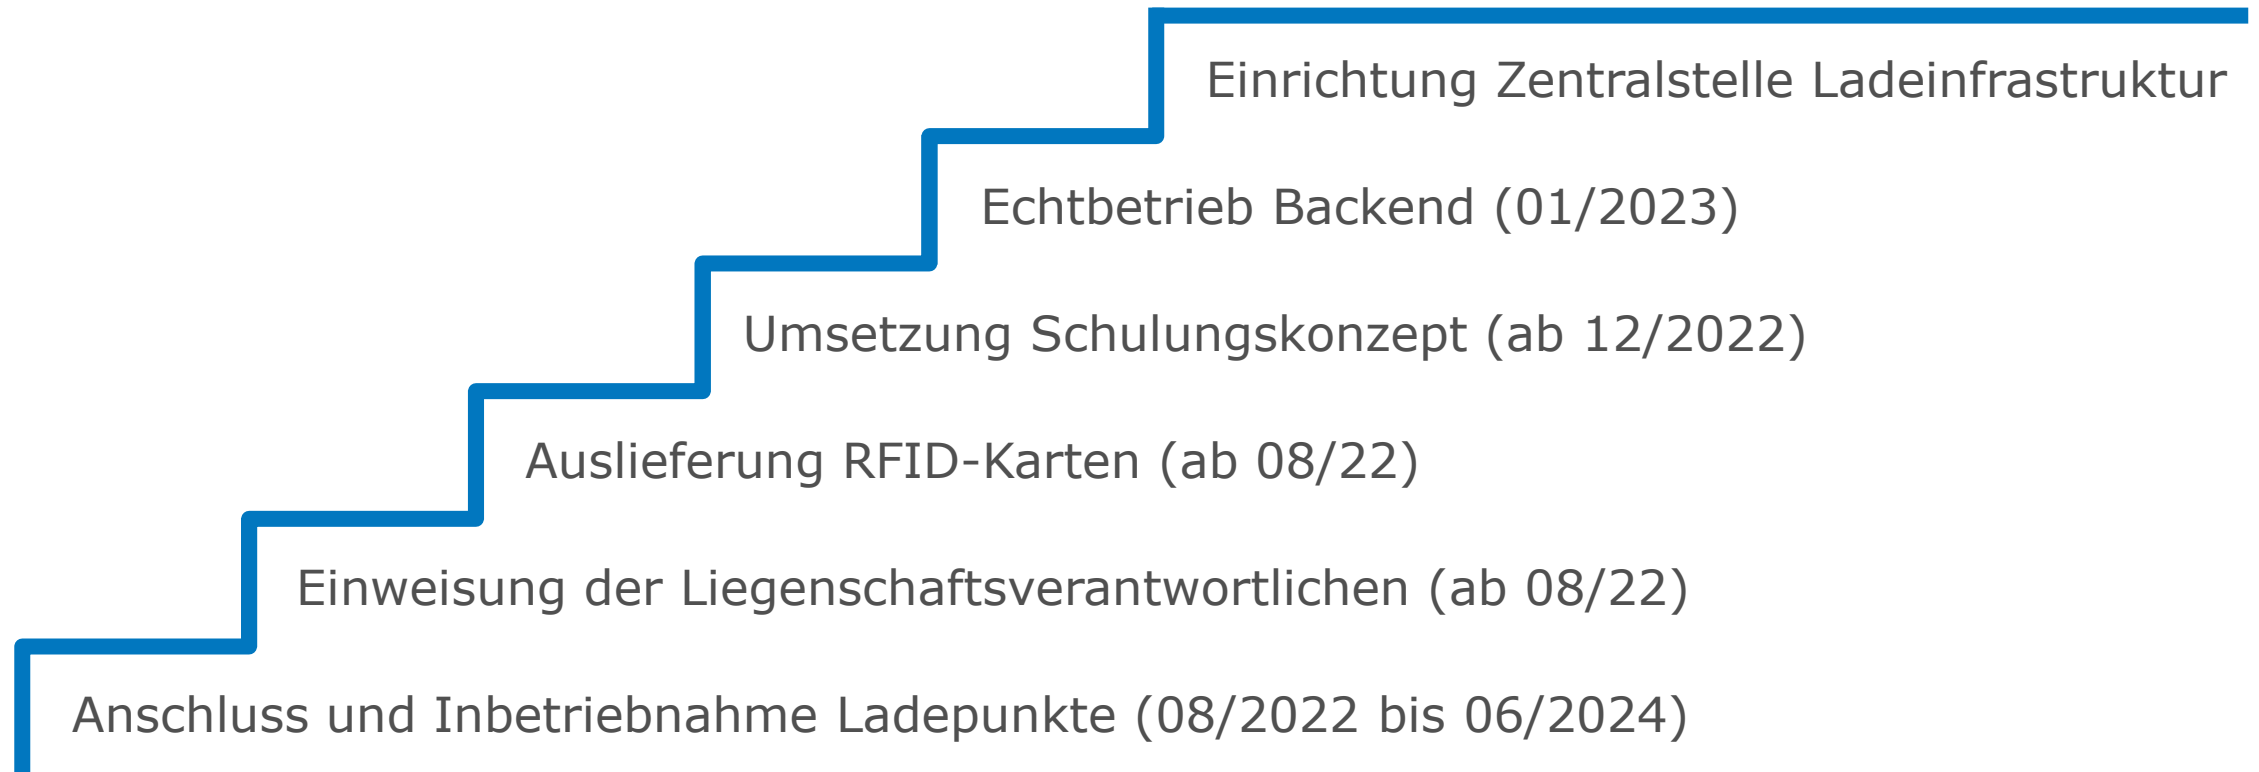 Einrichtung Zentralstelle Ladeinfrastruktur
Echtbetrieb Backend (01/2023)
Umsetzung Schulungskonzept (ab 12/2022)
Auslieferung RFID-Karten (ab 08/22)
Einweisung der Liegenschaftsverantwortlichen (ab 08/22)
Anschluss und Inbetriebnahme Ladepunkte (08/2022 bis 06/2024)